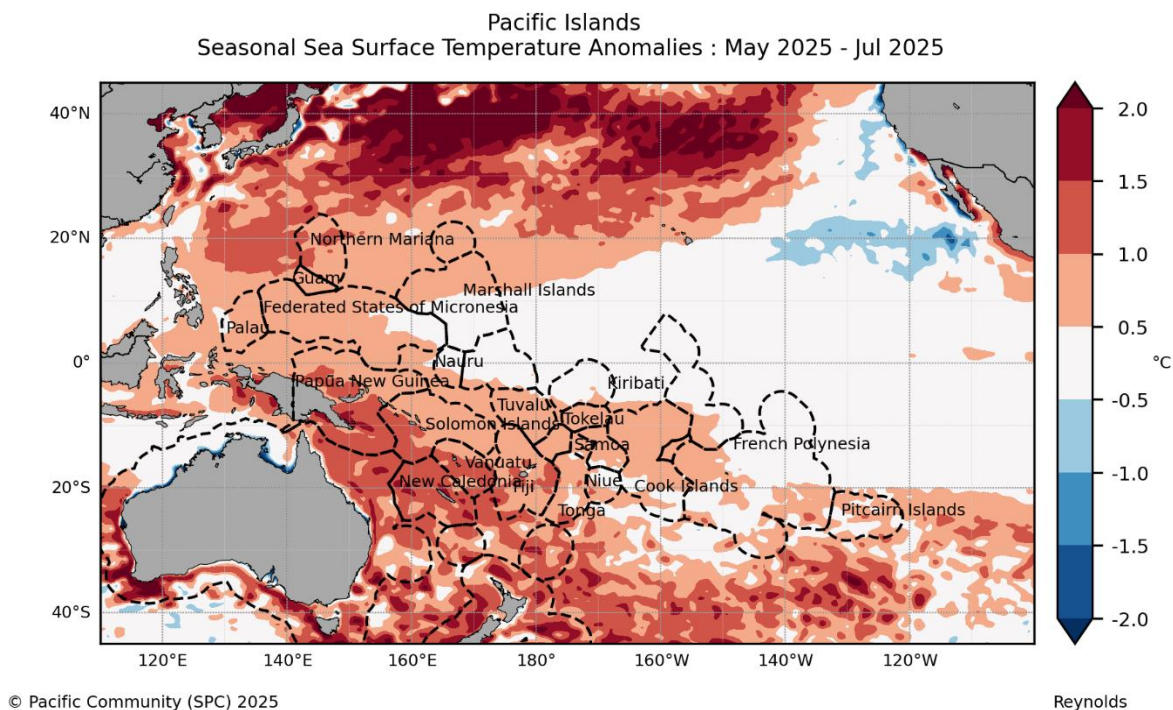 Pacific Islands
Seasonal Sea Surface Temperature Anomalies : May 2025 - Jul 2025
40°N
20°N
0°
20°S
40°S
Northern Mariana
Guam
Marshall Islands
Federated States of Micronesia
Palau
Nauru
Papua New Guinea
Kiribati
Tuvalu
Tokelau
Solomon Islands
Samoa
French Polynesia
Vanuatu
New Caledonia
Fiji
Niue
Cook Islands
Tonga
Pitcairn Islands
120°E
140°E
160°E
180°
160°W
140°W
120°W
2.0
1.5
1.0
0.5
-0.5
-1.0
-1.5
-2.0
°C
© Pacific Community (SPC) 2025
Reynolds